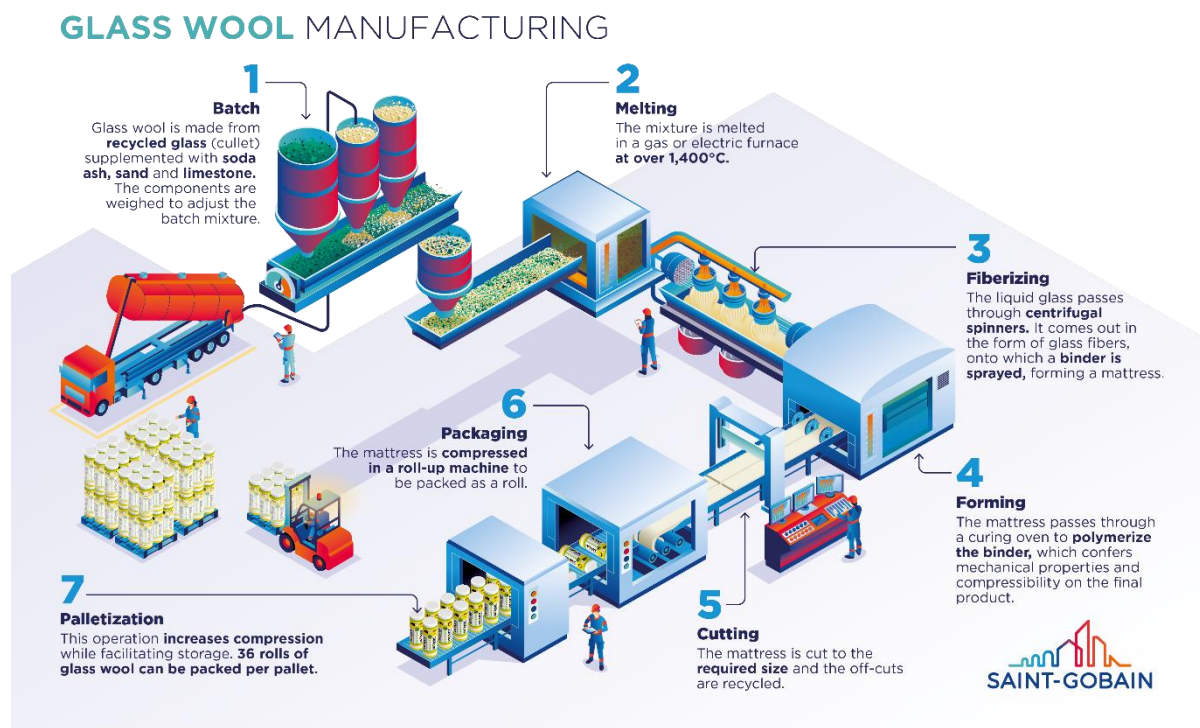 GLASS WOOL MANUFACTURING
1
Batch
Glass wool is made from
recycled glass (cullet)
supplemented with soda
ash, sand and limestone.
The components are
weighed to adjust the
batch mixture.
2
Melting
The mixture is melted
in a gas or electric furnace
at over 1,400°C.
3
Fiberizing
The liquid glass passes
through centrifugal
spinners. It comes out in
the form of glass fibers,
onto which a binder is
sprayed, forming a mattress.
4
Forming
The mattress passes through
a curing oven to polymerize
the binder, which confers
mechanical properties and
compressibility on the final
product.
5
Cutting
The mattress is cut to the
required size and the off-cuts
are recycled.
6
Packaging
The mattress is compressed
in a roll-up machine to
be packed as a roll.
7
Palletization
This operation increases compression
while facilitating storage. 36 rolls of
glass wool can be packed per pallet.
SAINT-GOBAIN